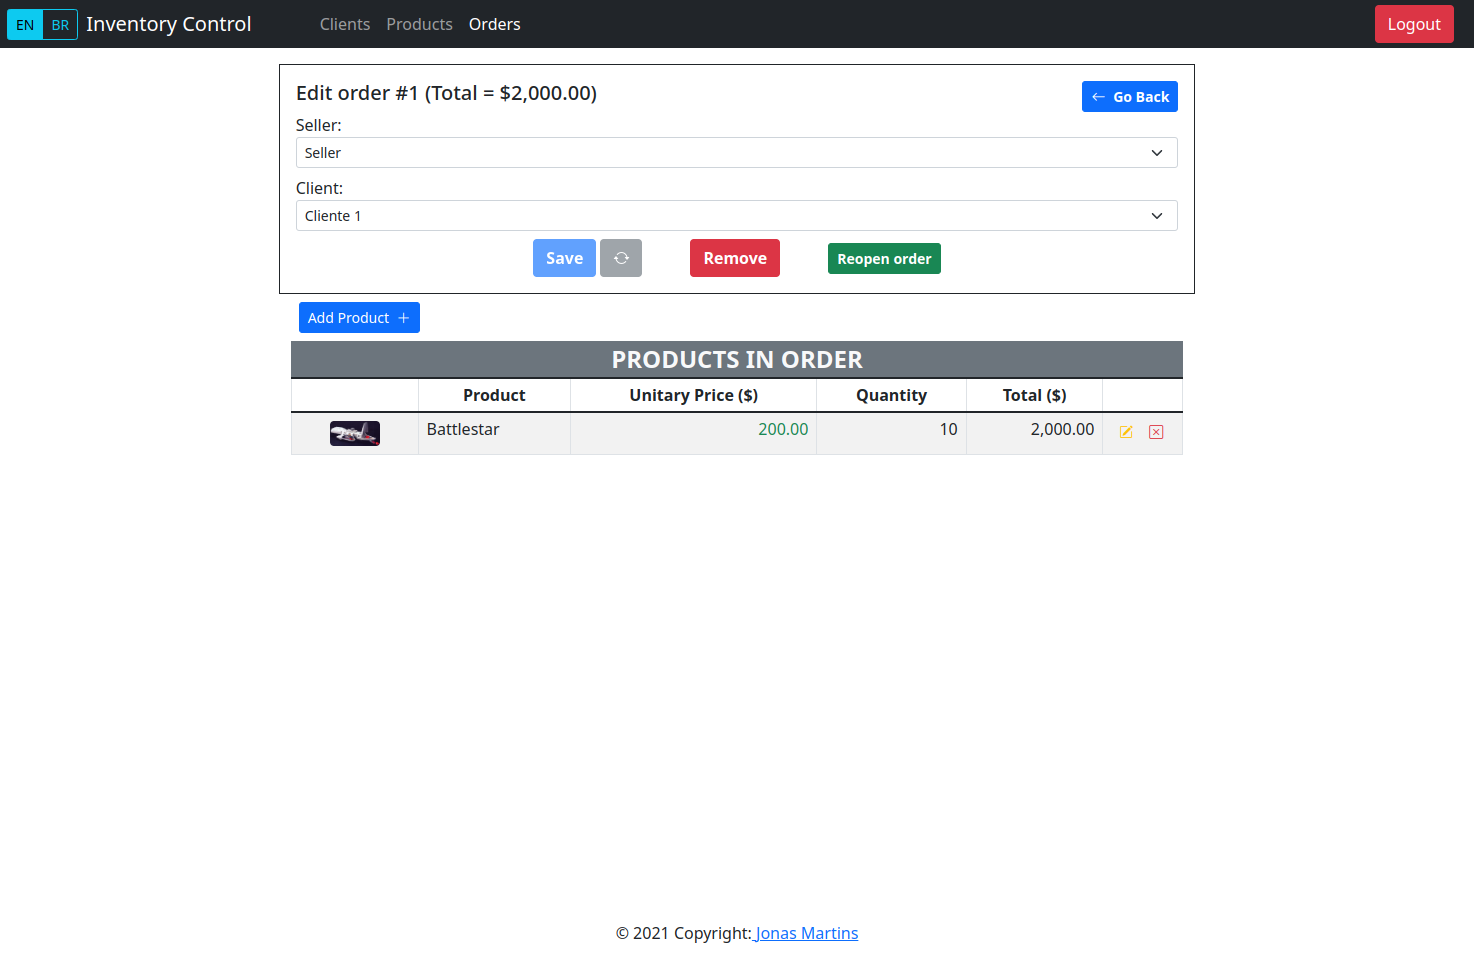 EN BR Inventory Control Clients Products Orders Logout
Edit order #1 (Total = $2,000.00) Go Back
Seller:
Seller
Client:
Cliente 1
Save Remove Reopen order
Add Product
PRODUCTS IN ORDER
Product Unitary Price ($) Quantity Total ($)
Battlestar 200.00 10 2,000.00
© 2021 Copyright: Jonas Martins